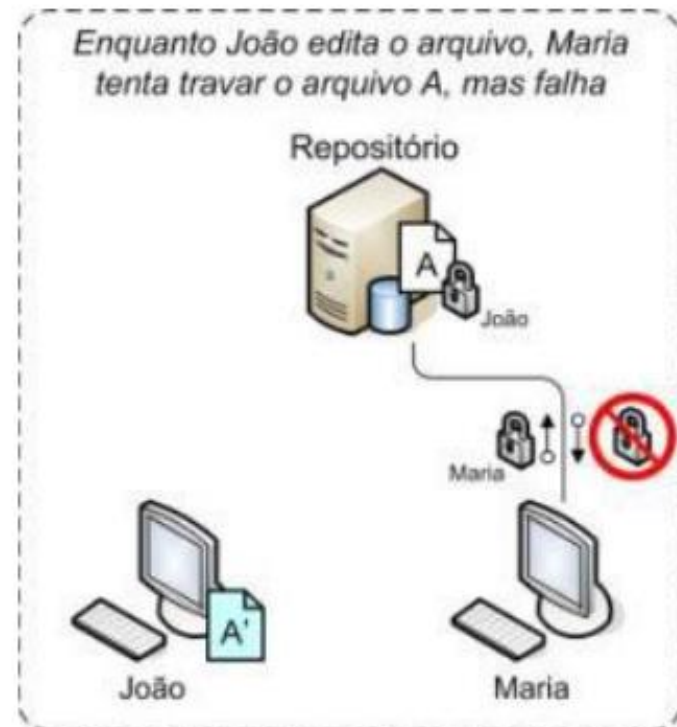 Enquanto João edita o arquivo, Maria
tenta travar o arquivo A, mas falha
Repositório
A
João
Maria
A'
João
Maria